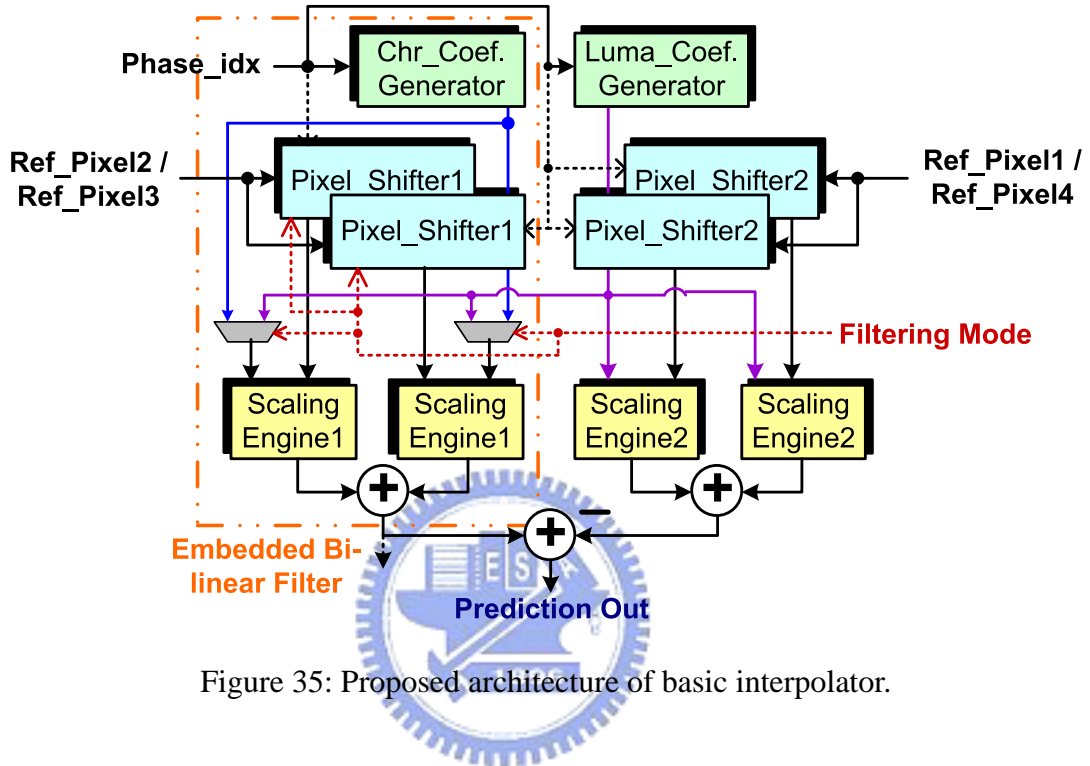 Phase_idx
Chr_Coef.
Generator
Luma_Coef.
Generator
Ref_Pixel2 /
Ref_Pixel3
Pixel_Shifter1
Pixel_Shifter1
Pixel_Shifter2
Pixel_Shifter2
Ref_Pixel1 /
Ref_Pixel4
Filtering Mode
Scaling
Engine1
Scaling
Engine1
Scaling
Engine2
Scaling
Engine2
+
+
+
−
Embedded Bi-
linear Filter
Prediction Out
E S A
1896
Figure 35: Proposed architecture of basic interpolator.